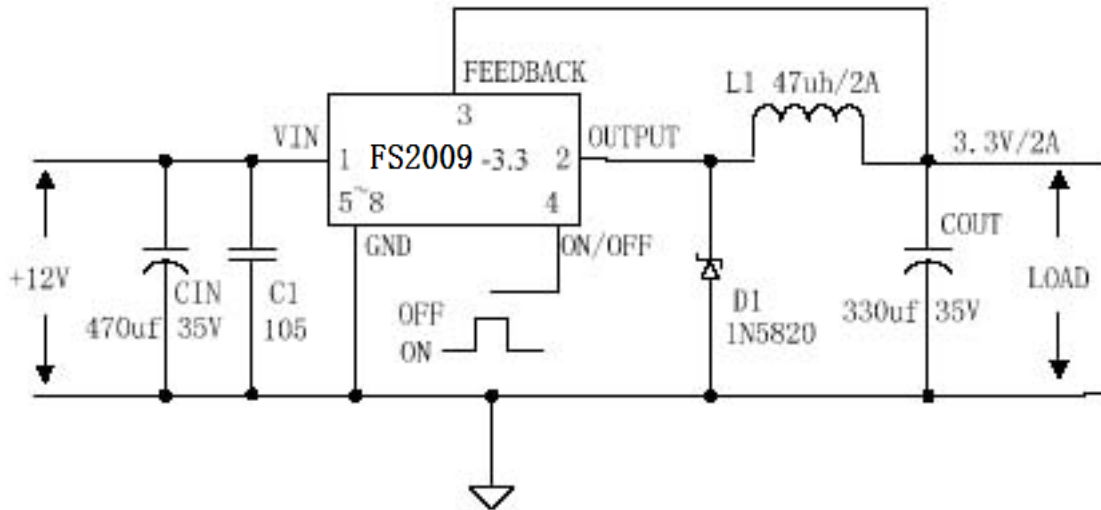 FEEDBACK
L1 47uh/2A
3
VIN
OUTPUT
3.3V/2A
1 FS2009 -3.3 2
5~8
4
GND
ON/OFF
COUT
+12V
CIN
C1
LOAD
470uf 35V
105
OFF
D1
330uf 35V
ON
1N5820